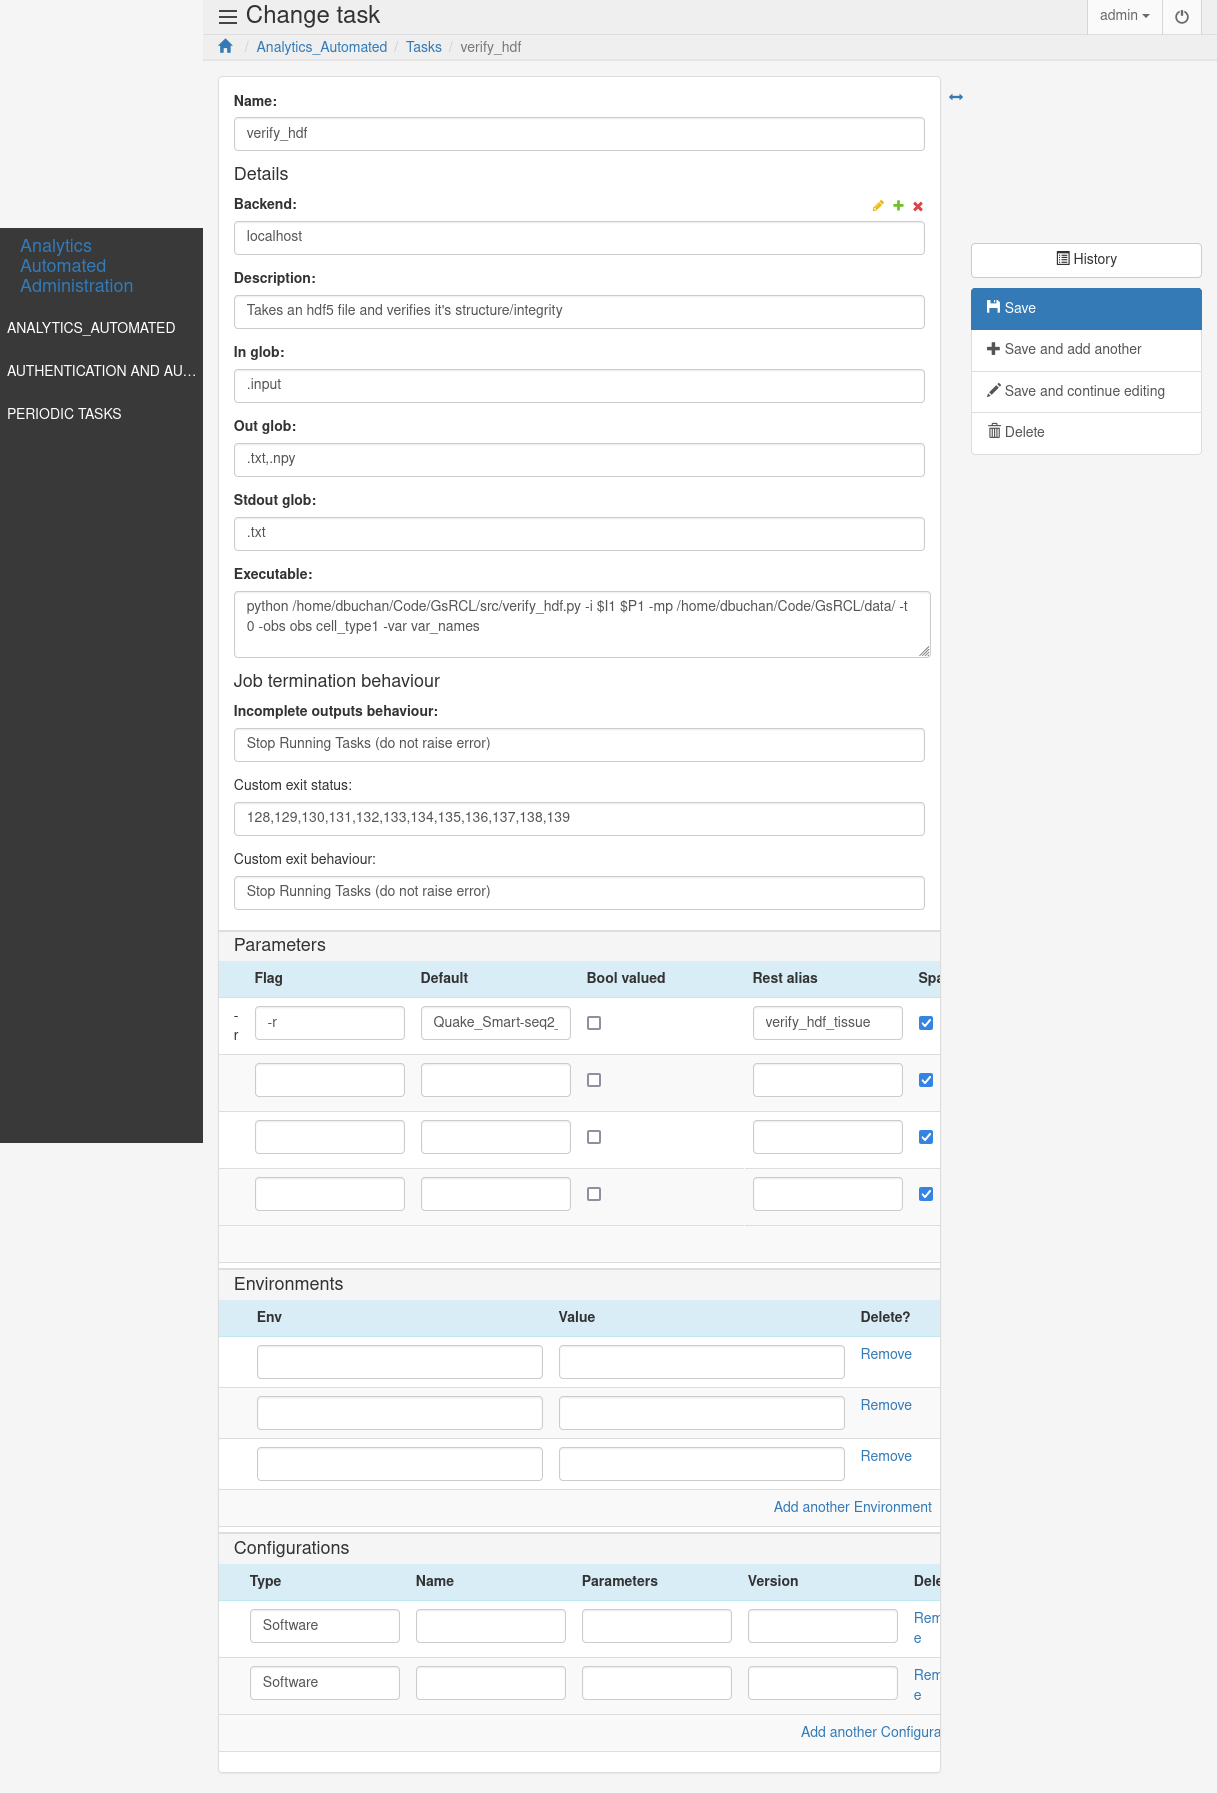 Change task
admin
Analytics_Automated / Tasks / verify_hdf
Analytics
Automated
Administration
ANALYTICS_AUTOMATED
AUTHENTICATION AND AU...
PERIODIC TASKS
Name:
verify_hdf
Details
Backend:
localhost
Description:
Takes an hdf5 file and verifies it's structure/integrity
In glob:
.input
Out glob:
.txt,.npy
Stdout glob:
.txt
Executable:
python /home/dbuchan/Code/GsRCL/src/verify_hdf.py -i $I1 $P1 -mp /home/dbuchan/Code/GsRCL/data/ -t
0 -obs obs cell_type1 -var var_names
Job termination behaviour
Incomplete outputs behaviour:
Stop Running Tasks (do not raise error)
Custom exit status:
128,129,130,131,132,133,134,135,136,137,138,139
Custom exit behaviour:
Stop Running Tasks (do not raise error)
Parameters
Flag Default Bool valued Rest alias Spa
-
r
-r Quake_Smart-seq2_ verify_hdf_tissue
Environments
Env Value Delete?
Remove
Remove
Remove
Add another Environment
Configurations
Type Name Parameters Version Dele
Software Rem
e
Software Rem
e
Add another Configura
History
Save
Save and add another
Save and continue editing
Delete